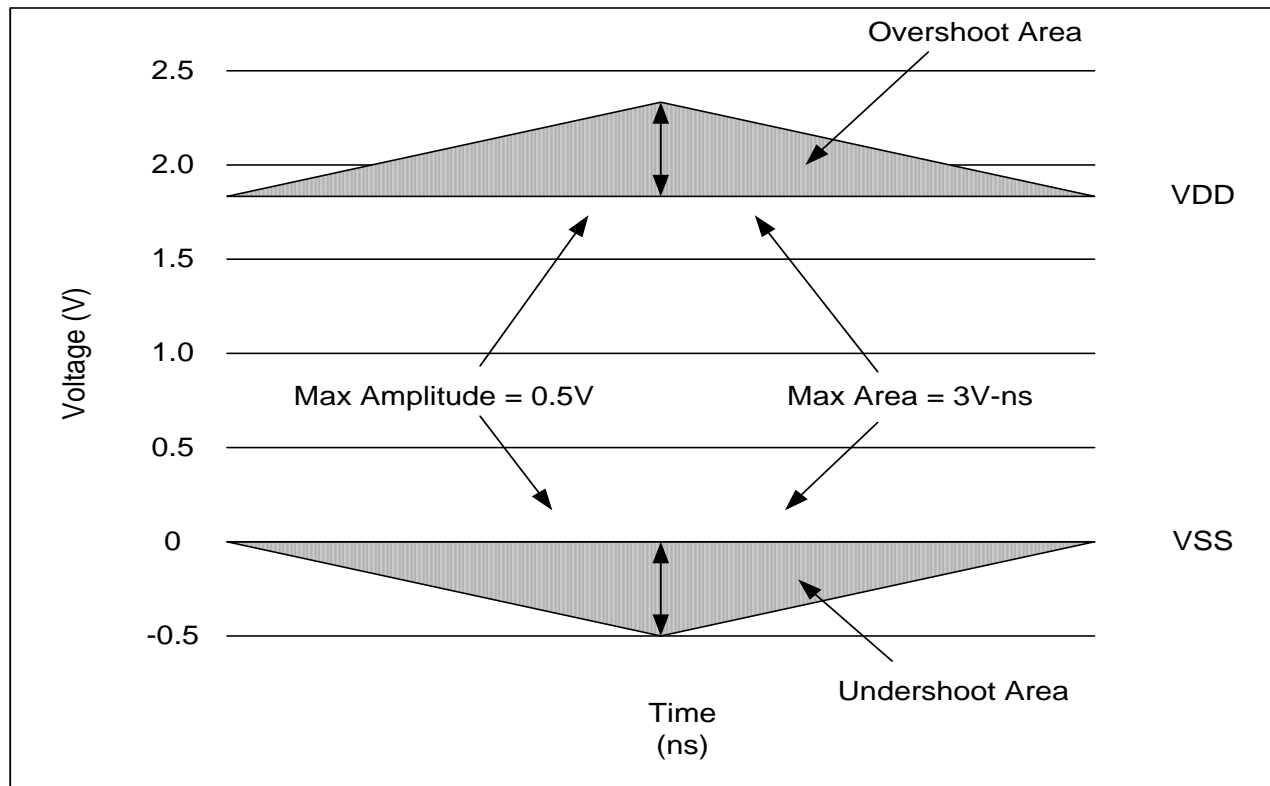 Overshoot Area
2.5
2.0
VDD
1.5
Voltage (V)
1.0
Max Amplitude = 0.5V
Max Area = 3V-ns
0.5
0
VSS
-0.5
Undershoot Area
Time
(ns)